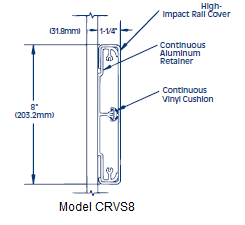 High-
Impact Rail Cover
(31.8mm) 1-1/4"
Continuous
Aluminum
Retainer
8"
(203.2mm)
Continuous
Vinyl Cushion
Model CRVS8